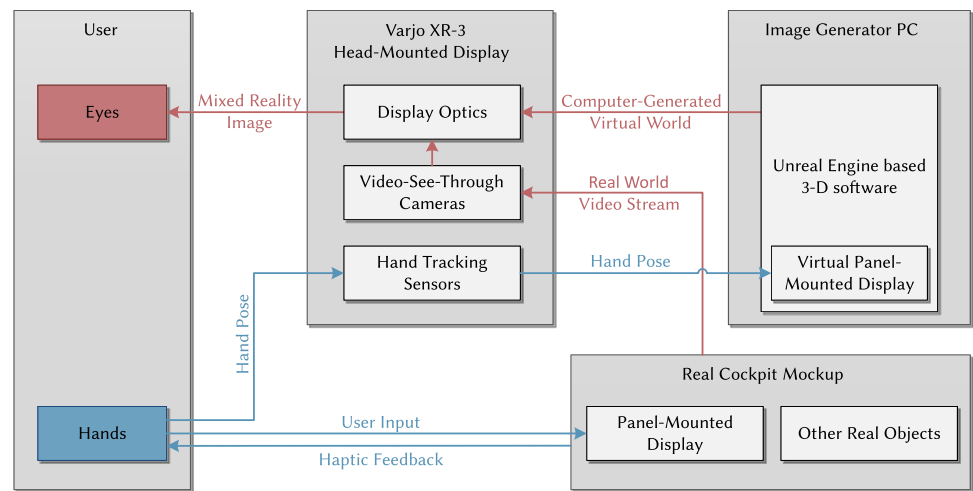 User
Varjo XR-3
Head-Mounted Display
Image Generator PC
Eyes
Mixed Reality
Image
Display Optics
Computer-Generated
Virtual World
Unreal Engine based
3-D software
Video-See-Through
Cameras
Real World
Video Stream
Hand Tracking
Sensors
Hand Pose
Virtual Panel-
Mounted Display
Hand Pose
Real Cockpit Mockup
Hands
User Input
Haptic Feedback
Panel-Mounted
Display
Other Real Objects